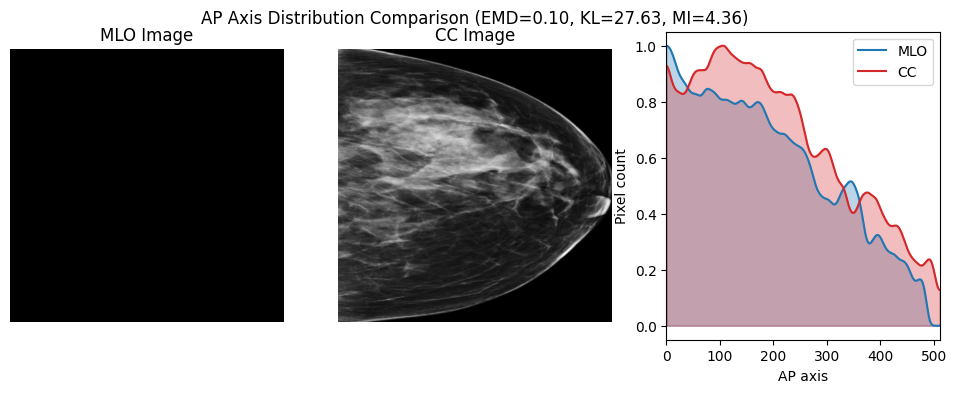 AP Axis Distribution Comparison (EMD=0.10, KL=27.63, MI=4.36)
MLO Image
CC Image
MLO
CC
Pixel count
1.0
0.8
0.6
0.4
0.2
0.0
0
100
200
300
400
500
AP axis